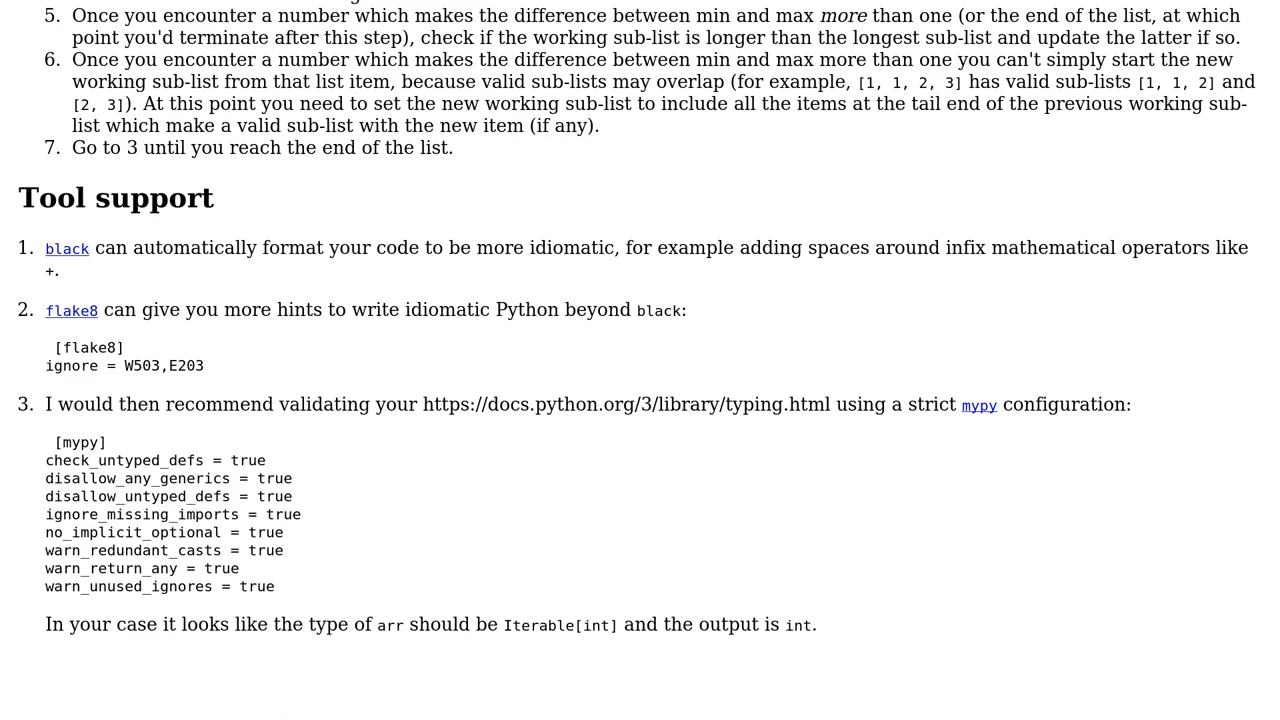 5. Once you encounter a number which makes the difference between min and max more than one (or the end of the list, at which
point you'd terminate after this step), check if the working sub-list is longer than the longest sub-list and update the latter if so.
6. Once you encounter a number which makes the difference between min and max more than one you can't simply start the new
working sub-list from that list item, because valid sub-lists may overlap (for example, [1, 1, 2, 3] has valid sub-lists [1, 1, 2] and
[2, 3]). At this point you need to set the new working sub-list to include all the items at the tail end of the previous working sub-
list which make a valid sub-list with the new item (if any).
7. Go to 3 until you reach the end of the list.
Tool support
1. black can automatically format your code to be more idiomatic, for example adding spaces around infix mathematical operators like
+.
2. flake8 can give you more hints to write idiomatic Python beyond black:
[flake8]
ignore = W503,E203
3. I would then recommend validating your https://docs.python.org/3/library/typing.html using a strict mypy configuration:
[mypy]
check_untyped_defs = true
disallow_any_generics = true
disallow_untyped_defs = true
ignore_missing_imports = true
no_implicit_optional = true
warn_redundant_casts = true
warn_return_any = true
warn_unused_ignores = true
In your case it looks like the type of arr should be Iterable[int] and the output is int.